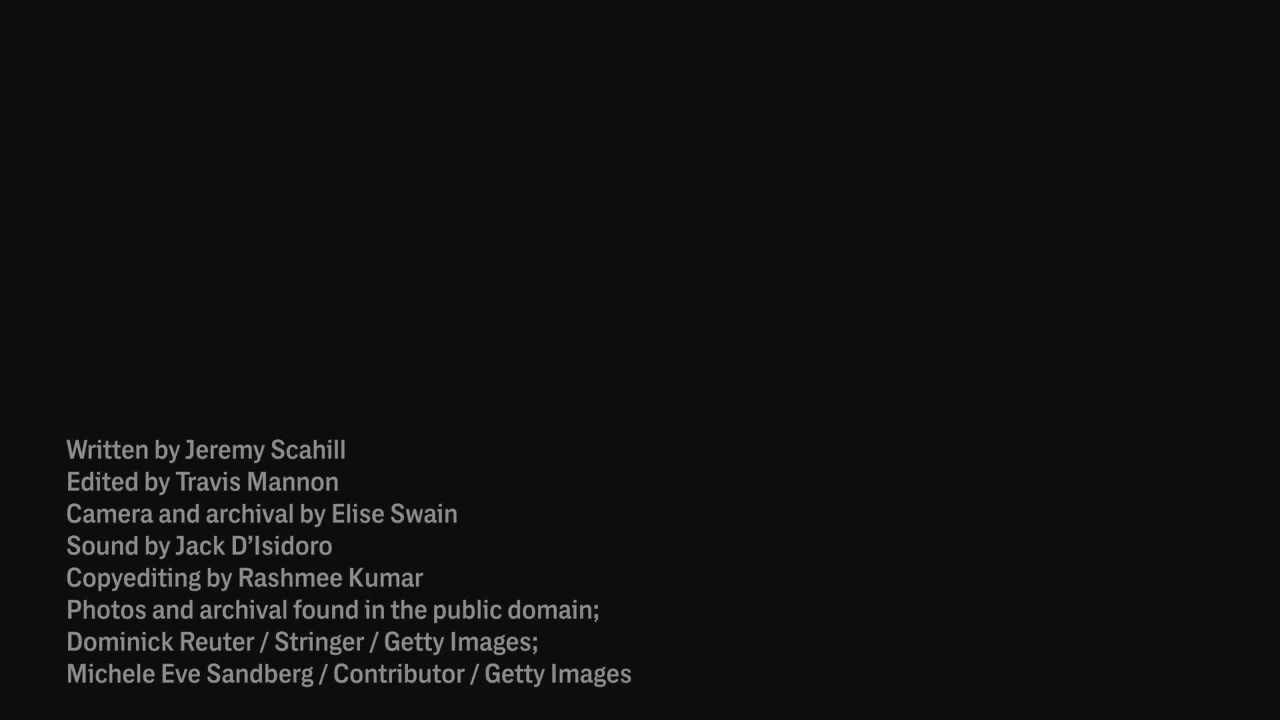 Written by Jeremy Scahill
Edited by Travis Mannon
Camera and archival by Elise Swain
Sound by Jack D’Isidoro
Copyediting by Rashmee Kumar
Photos and archival found in the public domain;
Dominick Reuter / Stringer / Getty Images;
Michele Eve Sandberg / Contributor / Getty Images